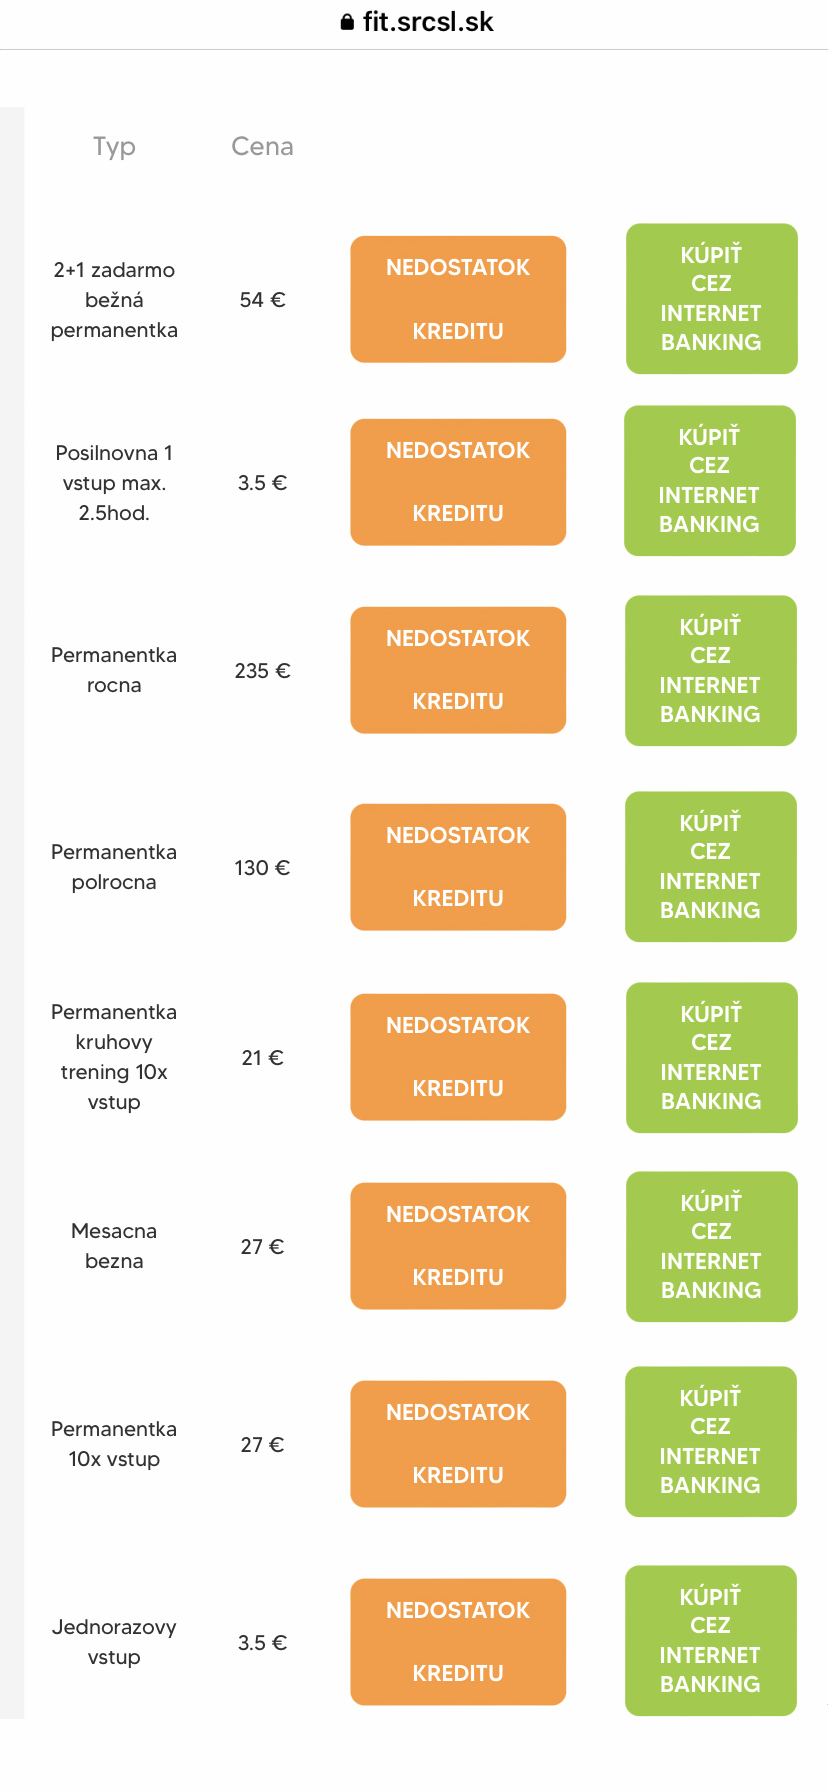 fit.srcsl.sk
Typ
Cena
2+1 zadarmo
bežná
permanentka
54 €
NEDOSTATOK
KREDITU
KÚPIŤ
CEZ
INTERNET
BANKING
Posilnovna 1
vstup max.
2.5hod.
3.5 €
NEDOSTATOK
KREDITU
KÚPIŤ
CEZ
INTERNET
BANKING
Permanentka
rocna
235 €
NEDOSTATOK
KREDITU
KÚPIŤ
CEZ
INTERNET
BANKING
Permanentka
polrocna
130 €
NEDOSTATOK
KREDITU
KÚPIŤ
CEZ
INTERNET
BANKING
Permanentka
kruhovy
trening 10x
vstup
21 €
NEDOSTATOK
KREDITU
KÚPIŤ
CEZ
INTERNET
BANKING
Mesacna
bezna
27 €
NEDOSTATOK
KREDITU
KÚPIŤ
CEZ
INTERNET
BANKING
Permanentka
10x vstup
27 €
NEDOSTATOK
KREDITU
KÚPIŤ
CEZ
INTERNET
BANKING
Jednorazovy
vstup
3.5 €
NEDOSTATOK
KREDITU
KÚPIŤ
CEZ
INTERNET
BANKING